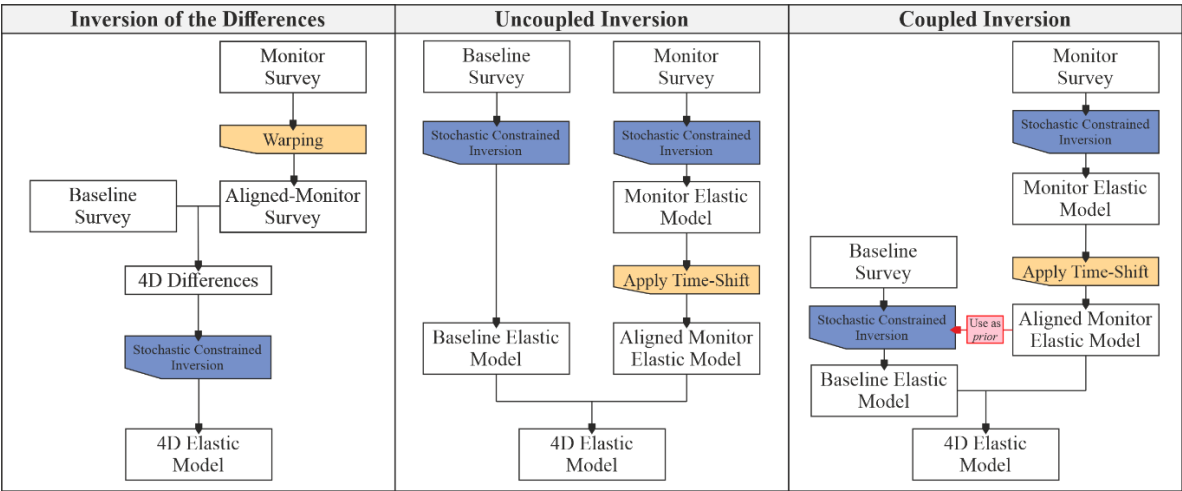 Inversion of the Differences
Monitor
Survey
Warping
Baseline
Survey
Aligned-Monitor
Survey
4D Differences
Stochastic Constrained
Inversion
4D Elastic
Model
Uncoupled Inversion
Baseline
Survey
Monitor
Survey
Stochastic Constrained
Inversion
Stochastic Constrained
Inversion
Monitor Elastic
Model
Apply Time-Shift
Baseline Elastic
Model
Aligned Monitor
Elastic Model
4D Elastic
Model
Coupled Inversion
Monitor
Survey
Stochastic Constrained
Inversion
Monitor Elastic
Model
Baseline
Survey
Apply Time-Shift
Stochastic Constrained
Inversion
Use as
prior
Aligned Monitor
Elastic Model
Baseline Elastic
Model
4D Elastic
Model